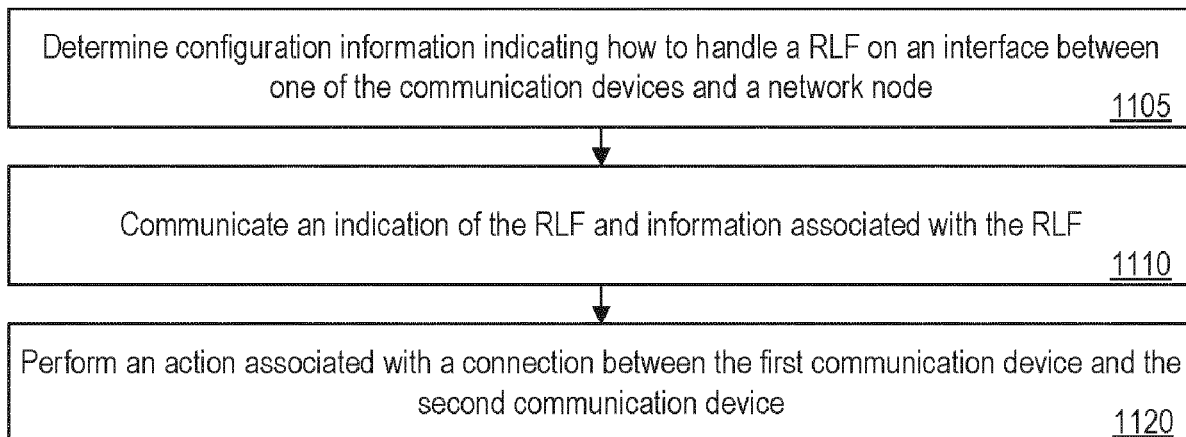 Determine configuration information indicating how to handle a RLF on an interface between
one of the communication devices and a network node
1105
Communicate an indication of the RLF and information associated with the RLF
1110
Perform an action associated with a connection between the first communication device and the
second communication device
1120